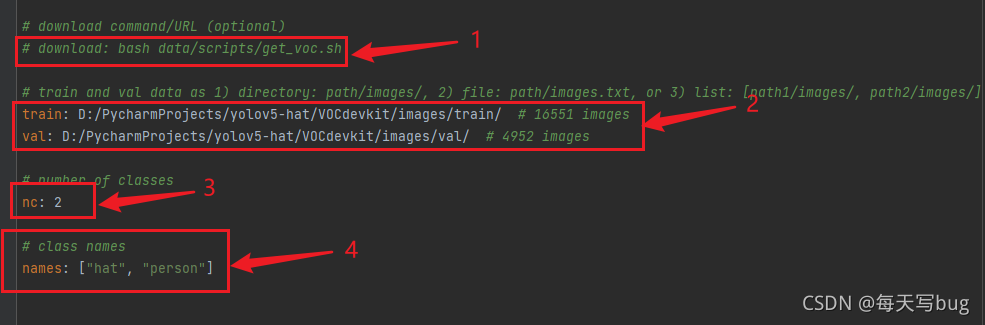 # download command/URL (optional)
# download: bash data/scripts/get_voc.sh
1
# train and val data as 1) directory: path/images/, 2) file: path/images.txt, or 3) list: [path1/images/, path2/images/]
train: D:/PycharmProjects/yolov5-hat/VOCdevkit/images/train/  # 16551 images
2
val: D:/PycharmProjects/yolov5-hat/VOCdevkit/images/val/  # 4952 images
# number of classes
3
nc: 2
# class names
4
names: ["hat", "person"]
CSDN @每天写bug